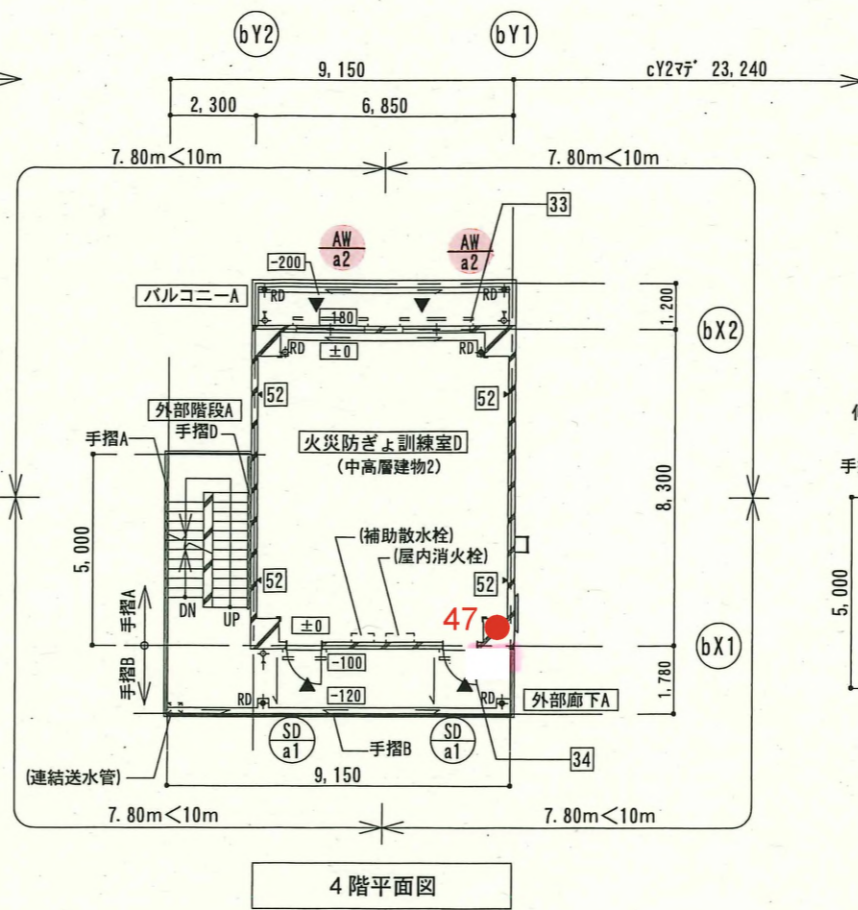 bY2
bY1
9,150
cY2ﾏﾃﾞ 23,240
2,300
6,850
7.80m<10m
7.80m<10m
33
AW
a2
AW
a2
-200
バルコニーA
RD
RD
1,200
-180
bX2
RD
±0
RD
52
52
外部階段A
手摺D
手摺A
火災防ぎょ訓練室D
(中高層建物2)
手摺
8,300
5,000
(補助散水栓)
(屋内消火栓)
5,000
52
52
DN
UP
手摺A
±0
47
bX1
手摺B
-100
-120
RD
RD
外部廊下A
1,780
SD
a1
SD
a1
手摺B
34
(連結送水管)
9,150
7.80m<10m
7.80m<10m
4階平面図